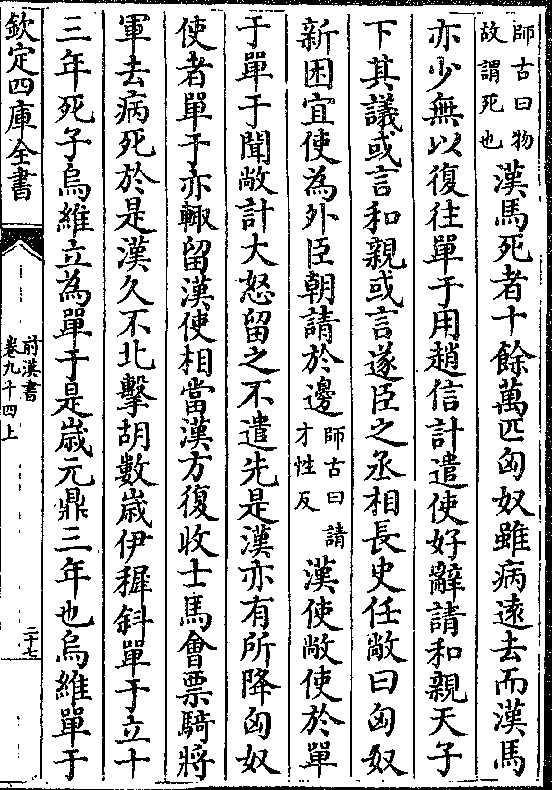 師古曰物
故謂死也
漢馬死者十餘萬匹匈奴雖病逺去而漢馬
亦少無以復往單于用趙信計遣使好辭請和親天子
下其議或言和親或言遂臣之丞相長史任敞曰匈奴
新困宜使為外臣朝請於邊
師古曰請
才性反
漢使敞使於單
于單于聞敞計大怒留之不遣先是漢亦有所降匈奴
使者單于亦輙留漢使相當漢方復收士馬會票騎將
軍去病死於是漢久不北擊胡數嵗伊穉斜單于立十
三年死子烏維立為單于是嵗元鼎三年也烏維單于
欽定四庫全書
前漢書
卷九十四上
二十七